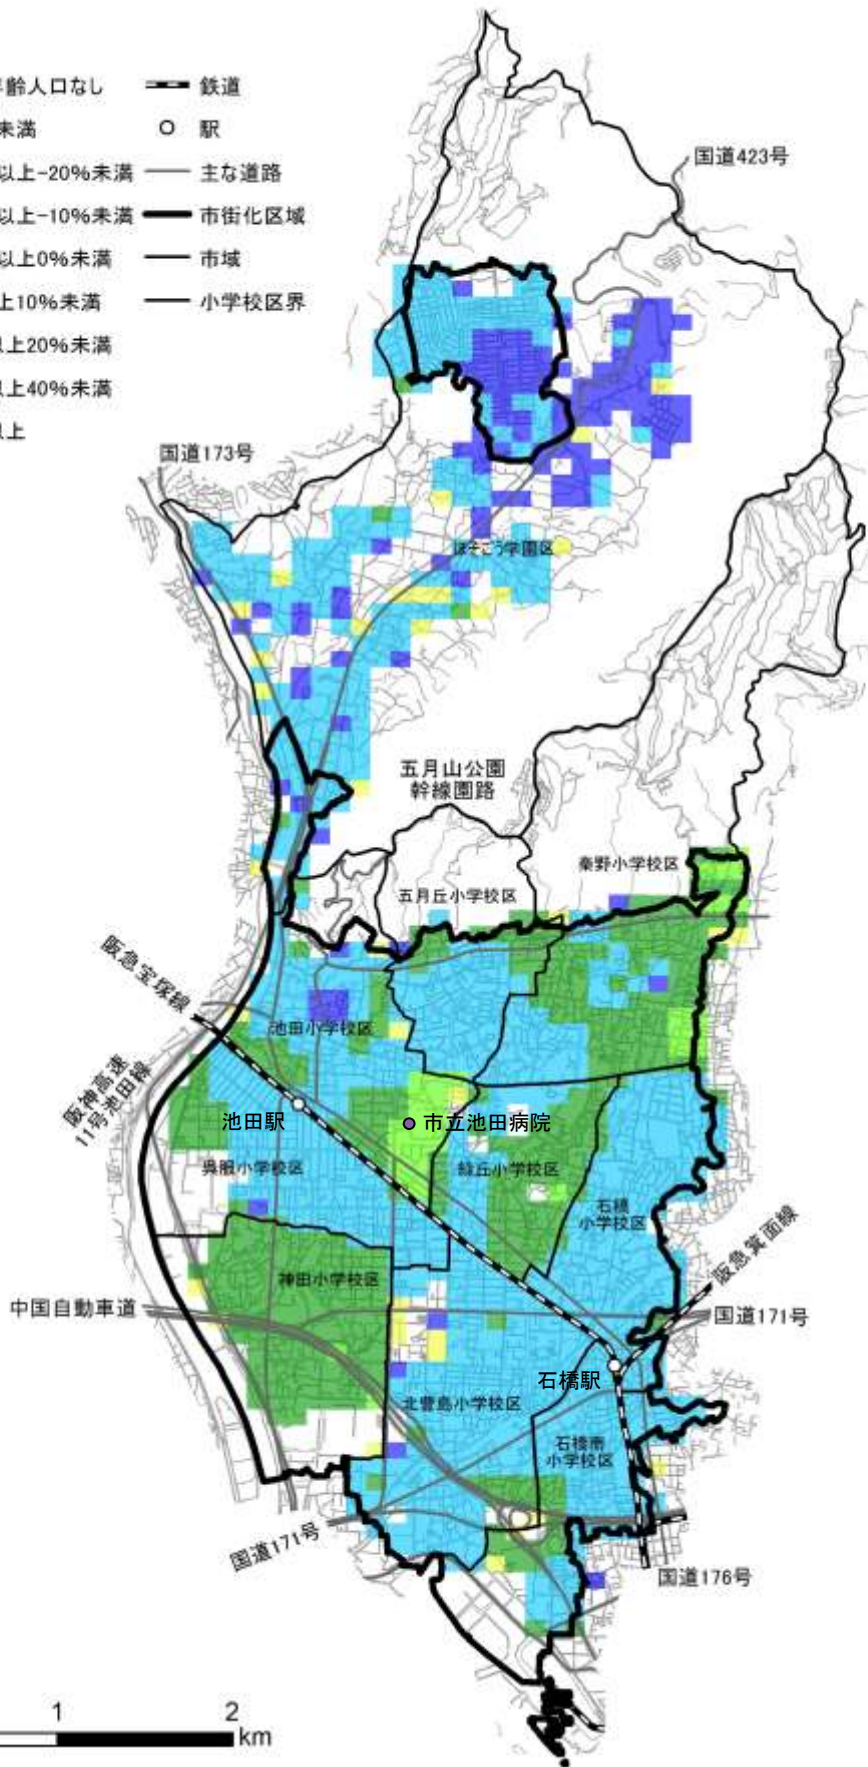 年齢人口なし
鉄道
未満
駅
以上-20%未満
主な道路
以上-10%未満
市街化区域
以上0%未満
市域
上10%未満
小学校区界
以上20%未満
以上40%未満
以上
国道423号
国道173号
ほそごう学園区
五月山公園
幹線園路
秦野小学校区
五月丘小学校区
阪急宝塚線
池田小学校区
阪神高速
11号池田線
池田駅
市立池田病院
呉服小学校区
緑丘小学校区
石橋
小学校区
阪急箕面線
神田小学校区
中国自動車道
国道171号
石橋駅
北豊島小学校区
石橋南
小学校区
国道171号
国道176号
1
2
km